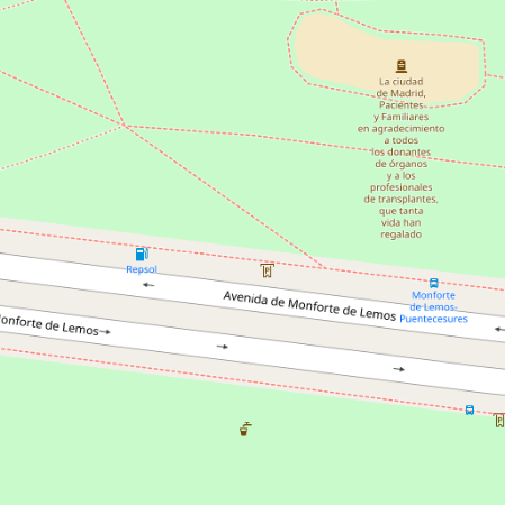 La ciudad
de Madrid,
Pacientes
y Familiares
en agradecimiento
a todos
los donantes
de órganos
y a los
profesionales
de transplantes,
que tanta
vida han
regalado
Repsol
Avenida de Monforte de Lemos
Monforte
de Lemos-
Puentecesures
Monforte de Lemos